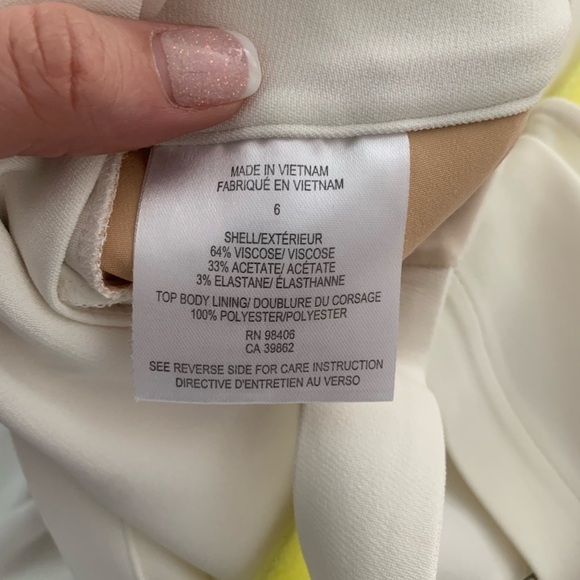 MADE IN VIETNAM
FABRIQUÉ EN VIETNAM
6
SHELL/EXTÉRIEUR
64% VISCOSE/ VISCOSE
33% ACETATE/ ACÉTATE
3% ELASTANE/ ÉLASTHANNE
TOP BODY LINING/ DOUBLURE DU CORSAGE
100% POLYESTER/POLYESTER
RN 98406
CA 39862
SEE REVERSE SIDE FOR CARE INSTRUCTION
DIRECTIVE D'ENTRETIEN AU VERSO